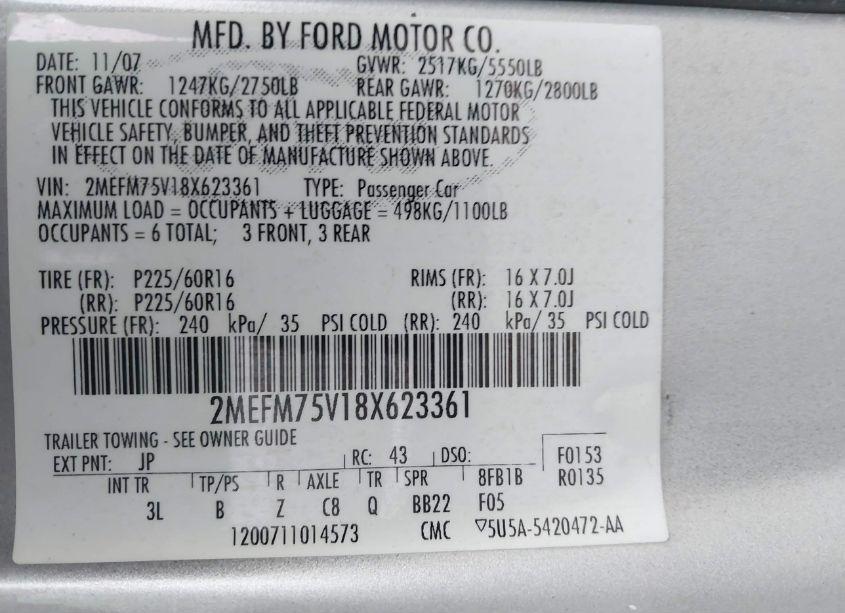 MFD. BY FORD MOTOR CO.
DATE: 11/07 GVWR: 2517KG/5550LB
FRONT GAWR: 1247KG/2750LB REAR GAWR: 1270KG/2800LB
THIS VEHICLE CONFORMS TO ALL APPLICABLE FEDERAL MOTOR
VEHICLE SAFETY, BUMPER, AND THEFT PREVENTION STANDARDS
IN EFFECT ON THE DATE OF MANUFACTURE SHOWN ABOVE.
VIN: 2MEFM75V18X623361 TYPE: Passenger Car
MAXIMUM LOAD = OCCUPANTS + LUGGAGE = 498KG/1100LB
OCCUPANTS = 6 TOTAL; 3 FRONT, 3 REAR
TIRE (FR): P225/60R16 RIMS (FR): 16 X 7.0J
(RR): P225/60R16 (RR): 16 X 7.0J
PRESSURE (FR): 240 kPa/ 35 PSI COLD (RR): 240 kPa/ 35 PSI COLD
2MEFM75V18X623361
TRAILER TOWING - SEE OWNER GUIDE
EXT PNT: JP RC: 43 DSO: F0153
INT TR TP/PS R AXLE TR SPR 8FB1B R0135
3L B Z C8 Q BB22 F05
1200711014573 CMC ▽5U5A-5420472-AA